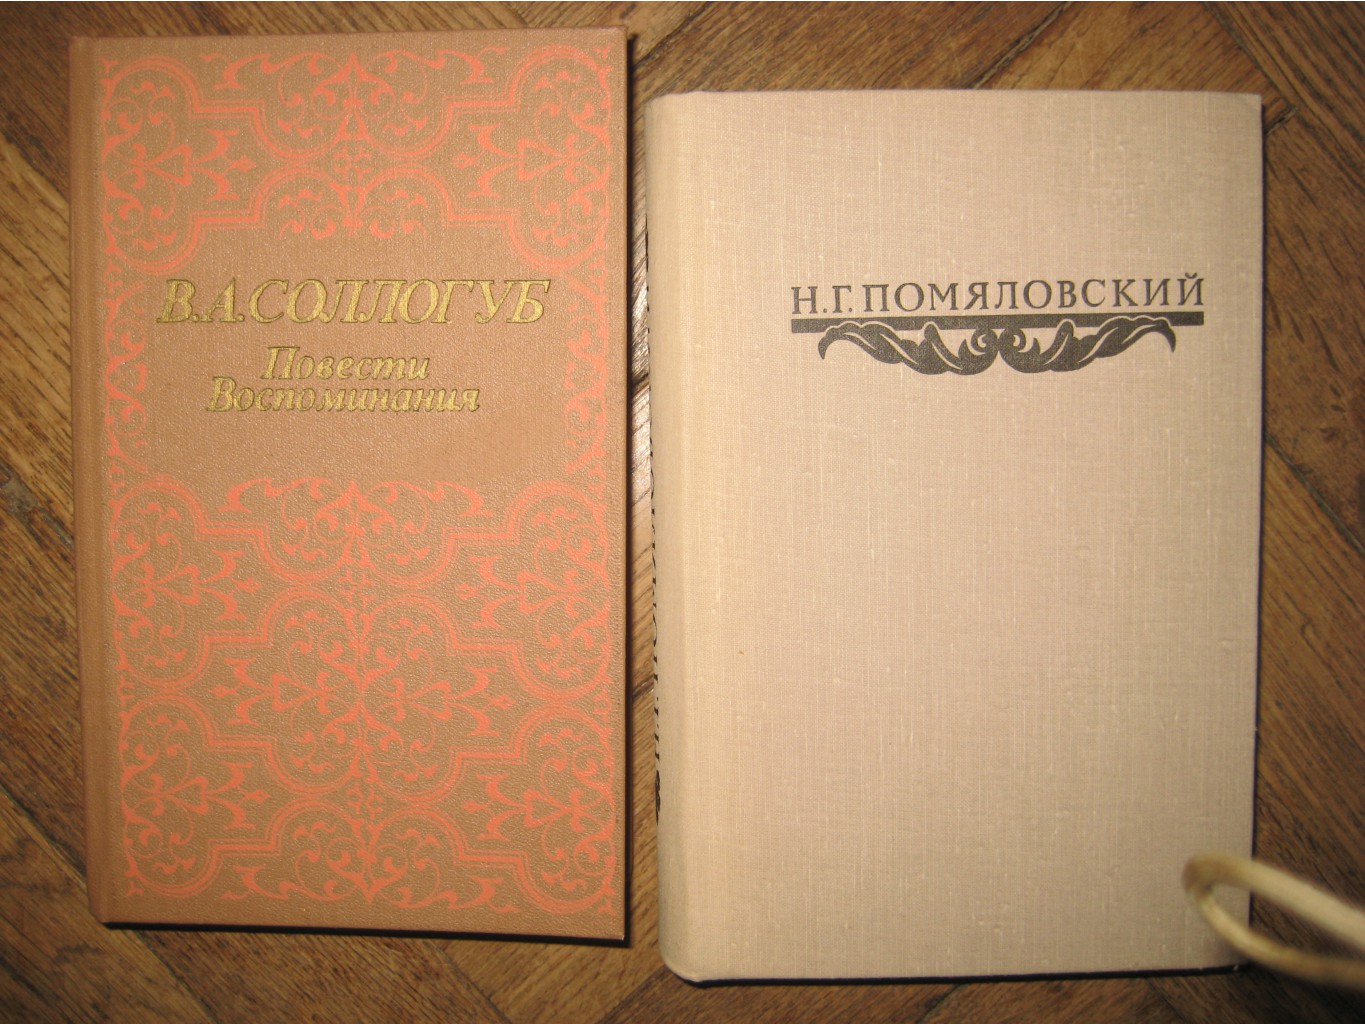 В.А.СОЛЛОГУБ
Повести
Воспоминания
Н.Г.ПОМЯЛОВСКИЙ